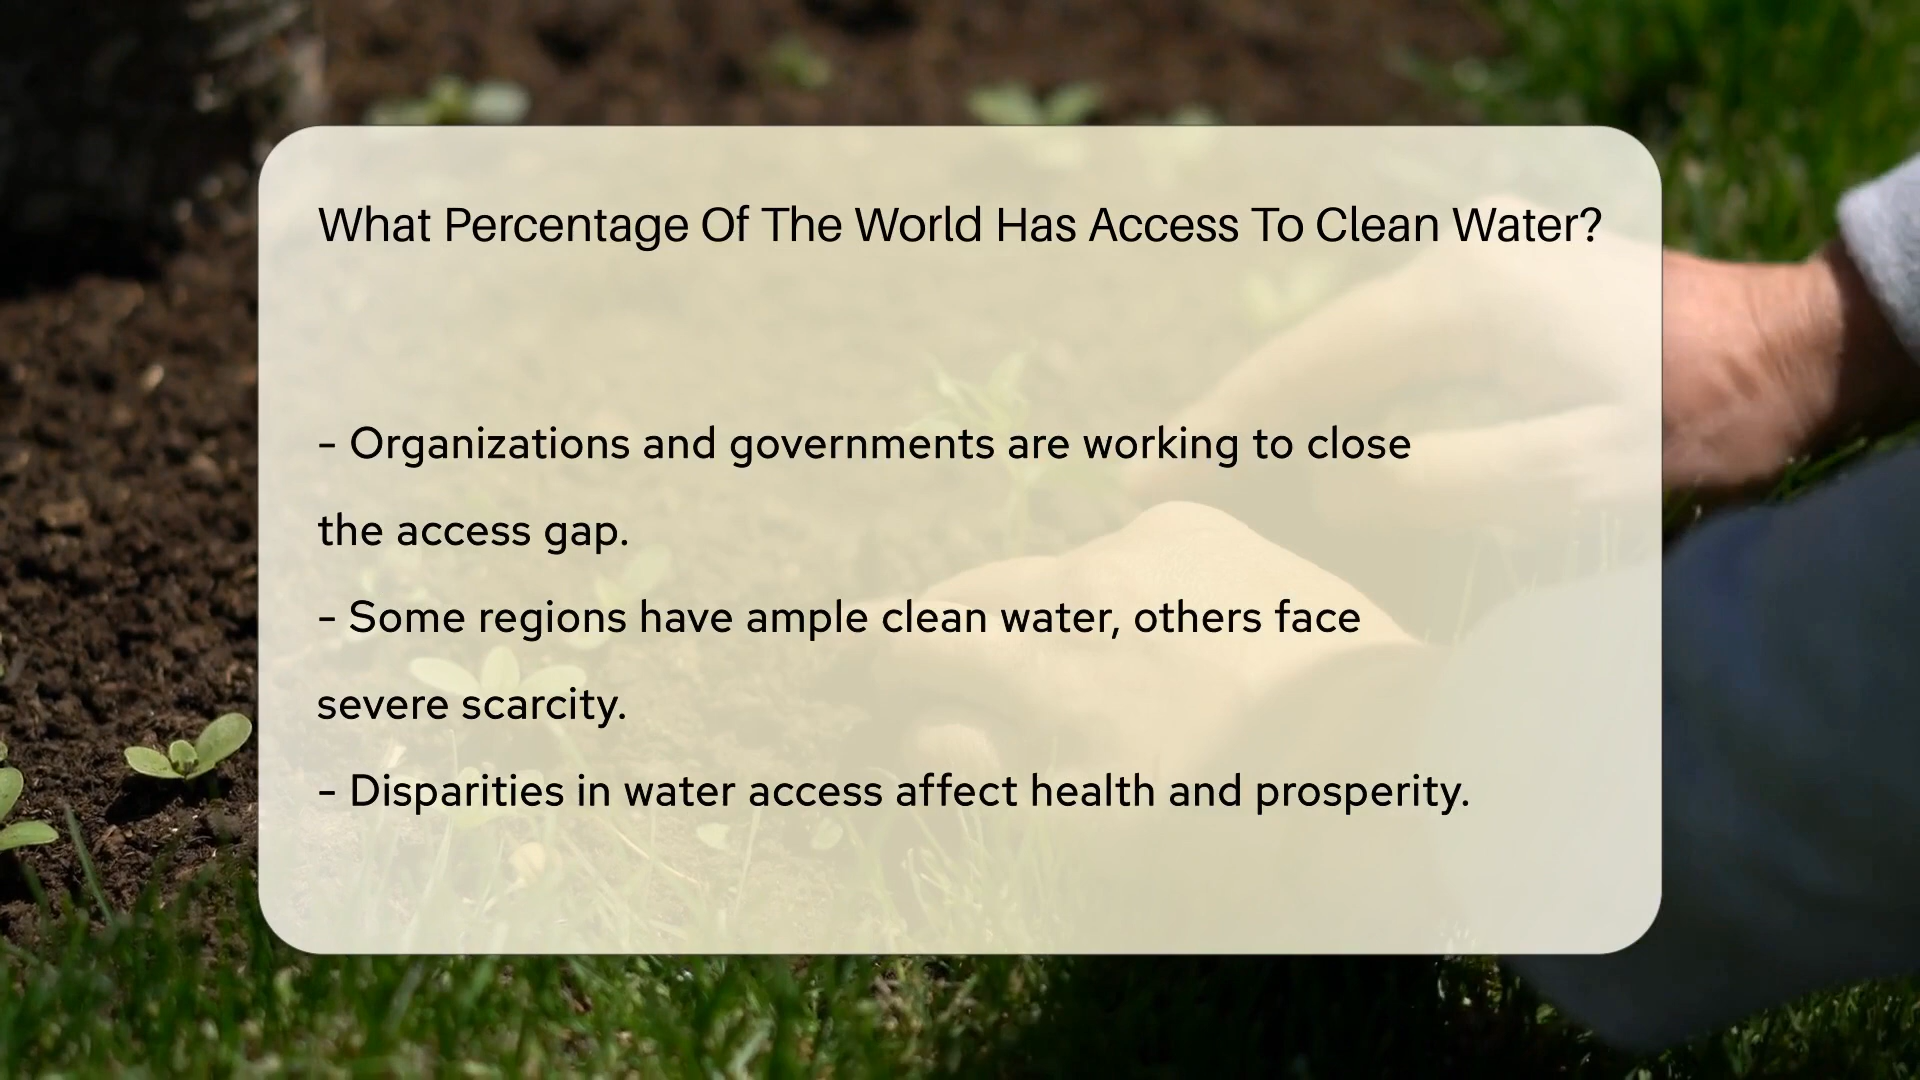 What Percentage Of The World Has Access To Clean Water?
- Organizations and governments are working to close
the access gap.
- Some regions have ample clean water, others face
severe scarcity.
- Disparities in water access affect health and prosperity.